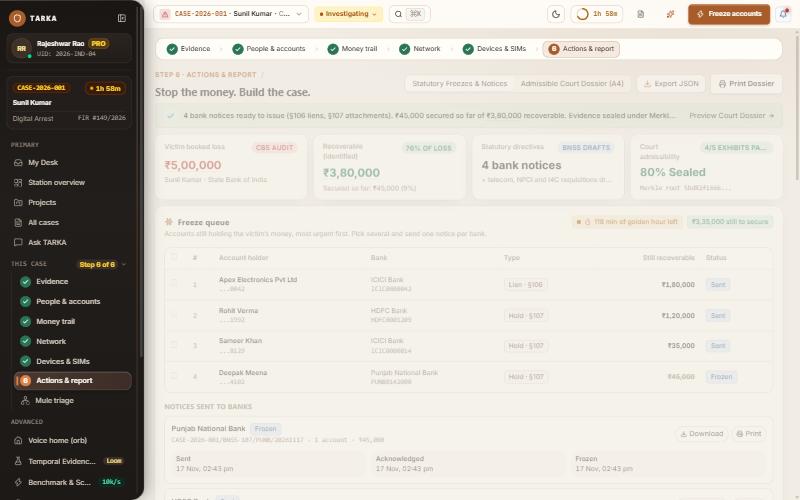 TARKA
RR
Rajeshwar Rao PRO
UID: 2026-IND-04
CASE-2026-001 1h 58m
Sunil Kumar
Digital Arrest FIR #149/2026
PRIMARY
My Desk
Station overview
Projects
All cases
Ask TARKA
THIS CASE Step 6 of 6
Evidence
People & accounts
Money trail
Network
Devices & SIMs
6 Actions & report
Mule triage
ADVANCED
Voice home (orb)
Temporal Evidenc... Loom
Benchmark & Sc... 10k/s
CASE-2026-001 · Sunil Kumar · C... Investigating ⌘K 1h 58m Freeze accounts
Evidence People & accounts Money trail Network Devices & SIMs 6 Actions & report
STEP 6 · ACTIONS & REPORT /
Stop the money. Build the case.
Statutory Freezes & Notices Admissible Court Dossier (A4) Export JSON Print Dossier
4 bank notices ready to issue (§106 liens, §107 attachments). ₹45,000 secured so far of ₹3,80,000 recoverable. Evidence sealed under Merkl... Preview Court Dossier →
Victim booked loss CBS AUDIT
₹5,00,000
Sunil Kumar · State Bank of India
Recoverable (identified) 76% OF LOSS
₹3,80,000
Secured so far: ₹45,000 (9%)
Statutory directives BNSS DRAFTS
4 bank notices
+ telecom, NPCI and I4C requisitions dr...
Court admissibility 4/5 EXHIBITS PA...
80% Sealed
Merkle root
Freeze queue 118 min of golden hour left ₹3,35,000 still to secure
Accounts still holding the victim's money, most urgent first. Pick several and send one notice per bank.
# Account holder Bank Type Still recoverable Status
1 Apex Electronics Pvt Ltd ICICI Bank Lien · §106 ₹1,80,000 Sent
...8842 ICIC0000042
2 Rohit Verma HDFC Bank Hold · §107 ₹1,20,000 Sent
...1992 HDFC0001209
3 Sameer Khan ICICI Bank Hold · §107 ₹35,000 Sent
...8129 ICIC0000014
4 Deepak Meena Punjab National Bank Hold · §107 ₹45,000 Frozen
...4102 PUNB0142000
NOTICES SENT TO BANKS
Punjab National Bank Frozen Download Print
CASE-2026-001/BNSS-107/PUNB/20261117 · 1 account · ₹45,000
Sent Acknowledged Frozen
17 Nov, 02:43 pm 17 Nov, 02:43 pm 17 Nov, 02:43 pm